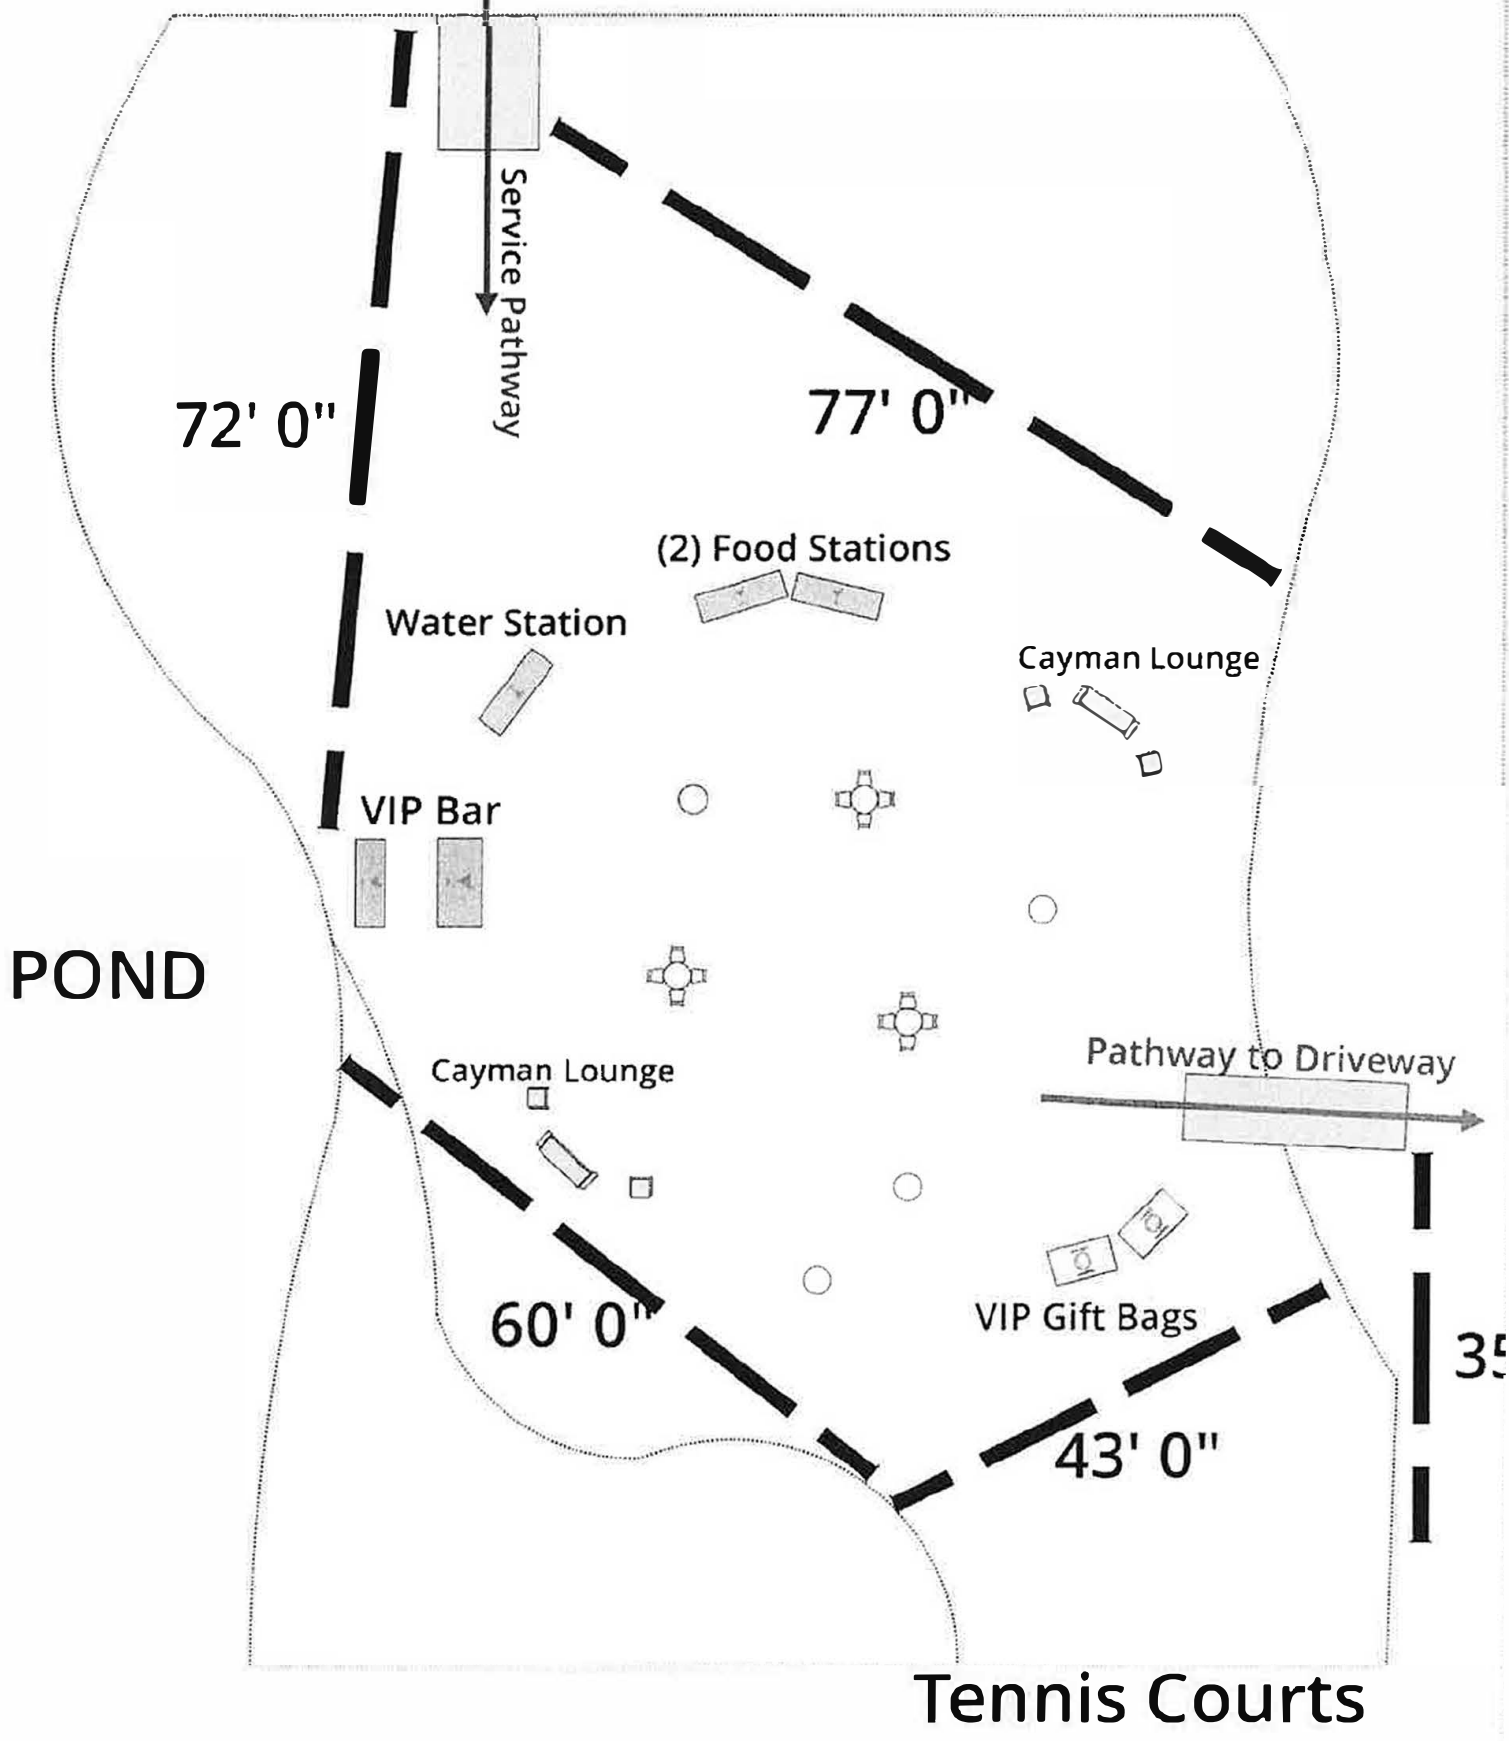 Service Pathway
72' 0"
77' 0"
(2) Food Stations
Water Station
Cayman Lounge
VIP Bar
POND
Pathway to Driveway
Cayman Lounge
VIP Gift Bags
60' 0"
35
43' 0"
Tennis Courts